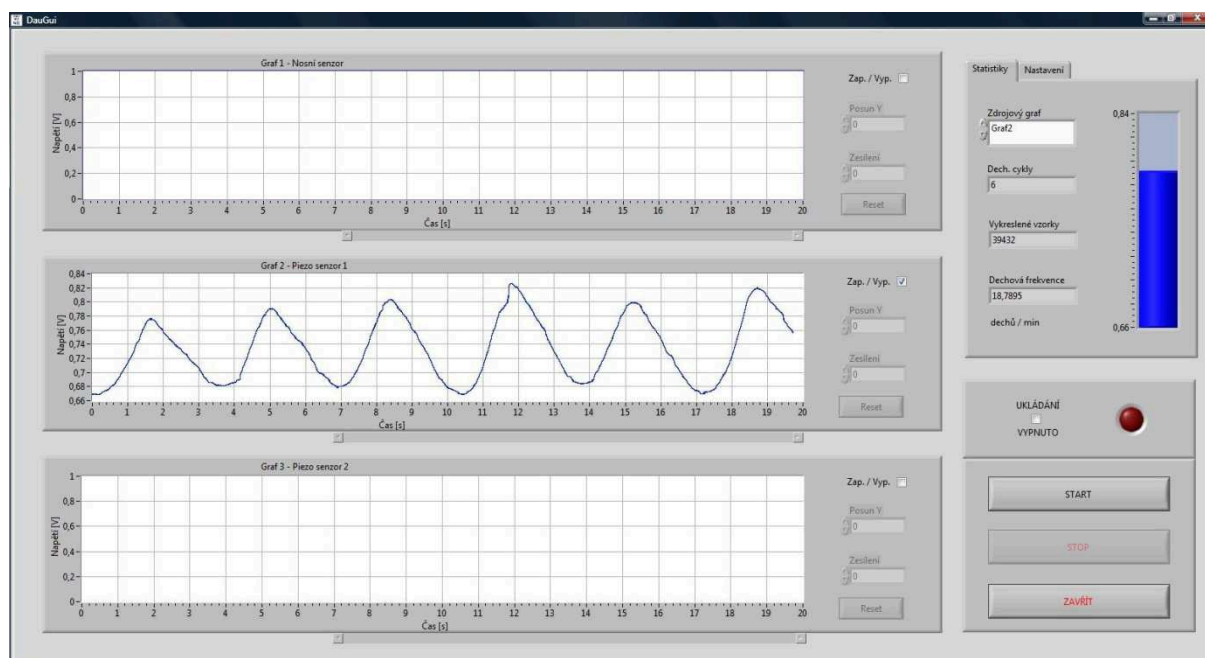 DauGui
Graf 1 - Nosní senzor
Napětí [V]
1
0,8
0,6
0,4
0,2
0
0 1 2 3 4 5 6 7 8 9 10 11 12 13 14 15 16 17 18 19 20
Čas [s]
Zap. / Vyp.
Posun Y
0
Zesílení
0
Reset
Graf 2 - Piezo senzor 1
Napětí [V]
0,84
0,82
0,8
0,78
0,76
0,74
0,72
0,7
0,68
0,66
0 1 2 3 4 5 6 7 8 9 10 11 12 13 14 15 16 17 18 19 20
Čas [s]
Zap. / Vyp.
Posun Y
0
Zesílení
0
Reset
Graf 3 - Piezo senzor 2
Napětí [V]
1
0,8
0,6
0,4
0,2
0
0 1 2 3 4 5 6 7 8 9 10 11 12 13 14 15 16 17 18 19 20
Čas [s]
Zap. / Vyp.
Posun Y
0
Zesílení
0
Reset
Statistiky Nastavení
Zdrojový graf
Graf2
Dech. cykly
6
Vykreslené vzorky
39432
Dechová frekvence
18,7895
dechů / min
0,84
0,66
UKLÁDÁNÍ
VYPNUTO
START
STOP
ZAVŘÍT